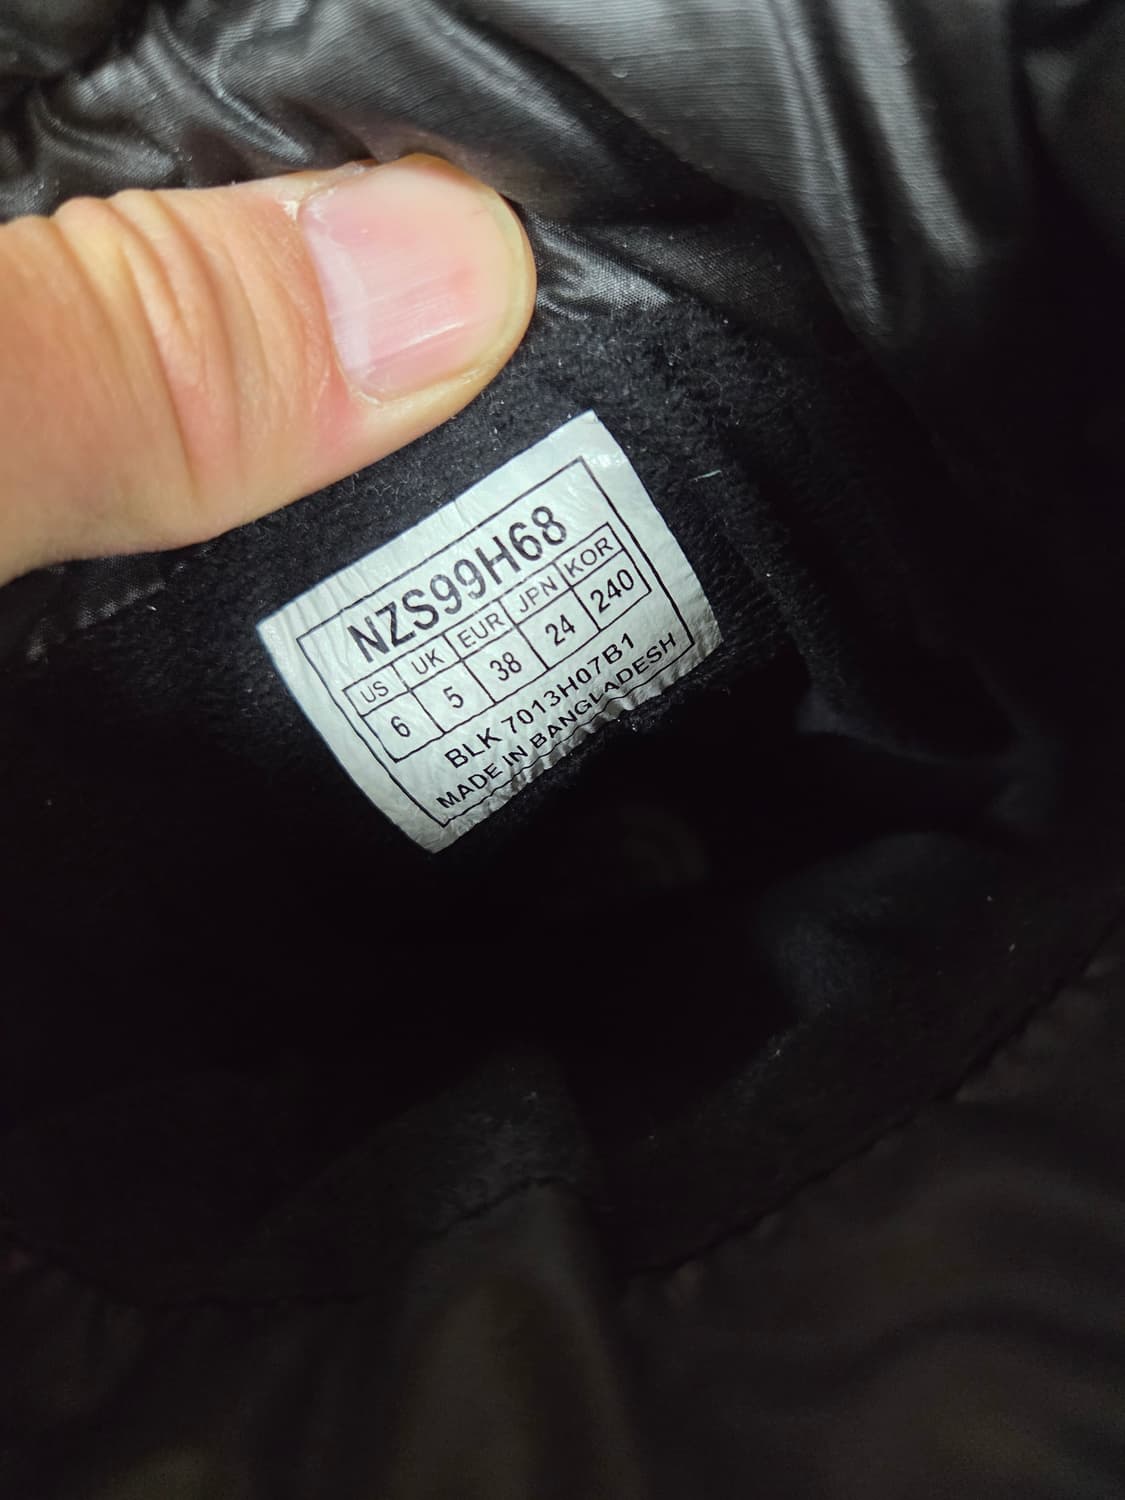 NZS99H68
US UK EUR JPN KOR
6 5 38 24 240
BLK 7013H07B1
MADE IN BANGLADESH